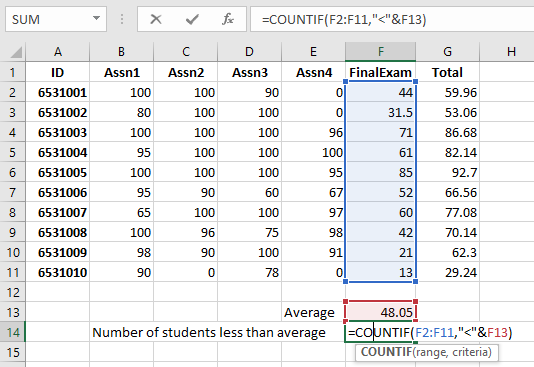 SUM =COUNTIF(F2:F11,"<"&F13)
A B C D E F G H
1 ID Assn1 Assn2 Assn3 Assn4 FinalExam Total
2 6531001 100 100 90 0 44 59.96
3 6531002 80 100 100 0 31.5 53.06
4 6531003 100 100 100 96 71 86.68
5 6531004 95 100 100 100 61 82.14
6 6531005 100 100 100 95 85 92.7
7 6531006 95 90 60 67 52 66.56
8 6531007 65 100 100 97 60 77.08
9 6531008 100 96 75 98 42 70.14
10 6531009 98 90 100 91 21 62.3
11 6531010 90 0 78 0 13 29.24
12
13 Average 48.05
14 Number of students less than average =COUNTIF(F2:F11,"<"&F13)
15 COUNTIF(range, criteria)